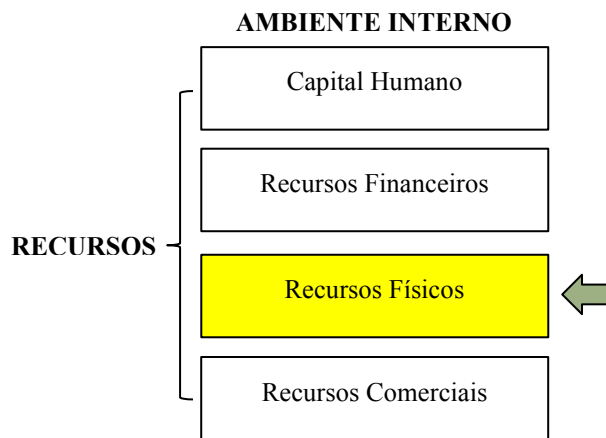 AMBIENTE INTERNO
Capital Humano
Recursos Financeiros
RECURSOS
Recursos Físicos
Recursos Comerciais